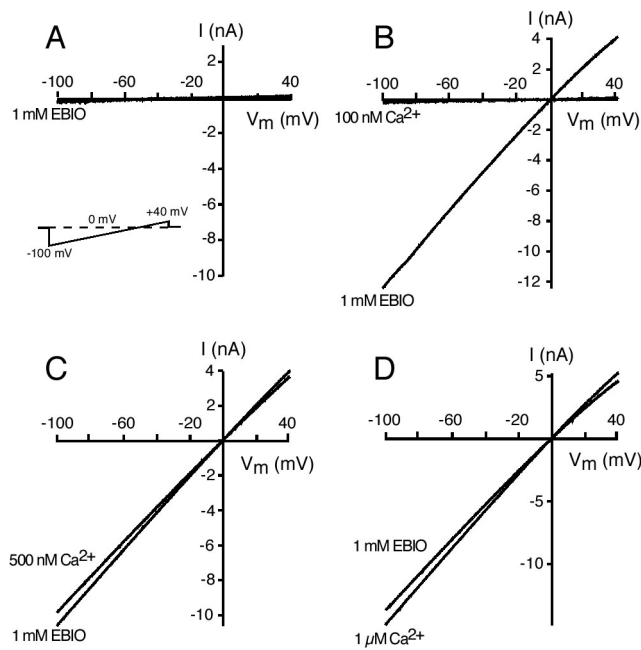 A
I (nA)
2
-100 -60 -20 40
1 mM EBIO
Vm (mV)
-2
-4
-6
-8
-10
0 mV
+40 mV
-100 mV
B
I (nA)
4
2
-100 -60 -20 40
100 nM Ca2+
Vm (mV)
-2
-4
-6
-8
-10
-12
1 mM EBIO
C
I (nA)
4
2
-100 -60 -20 40
Vm (mV)
-2
-4
-6
-8
-10
500 nM Ca2+
1 mM EBIO
D
I (nA)
5
-100 -60 -20 40
Vm (mV)
-5
-10
1 mM EBIO
1 µM Ca2+